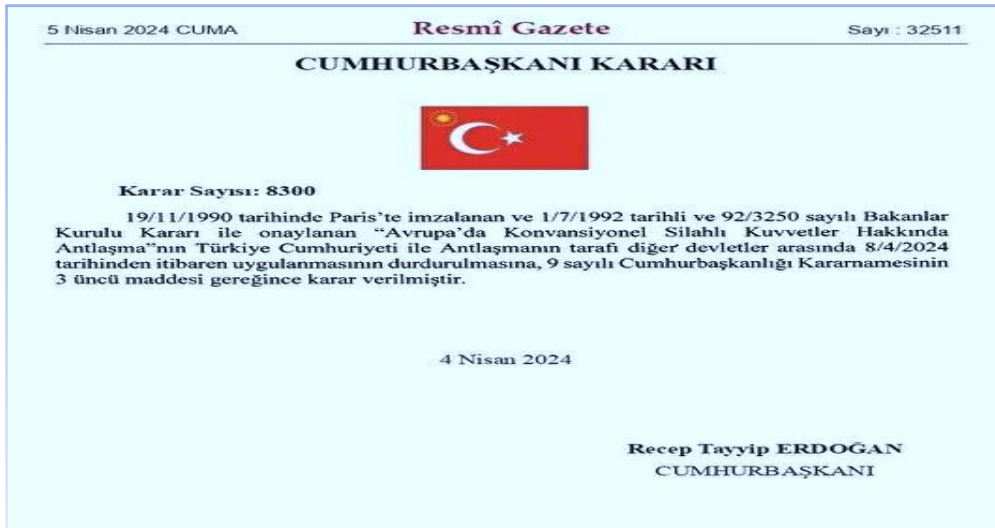 5 Nisan 2024 CUMA Resmî Gazete Sayı : 32511
CUMHURBAŞKANI KARARI
Karar Sayısı: 8300
19/11/1990 tarihinde Paris’te imzalanan ve 1/7/1992 tarihli ve 92/3250 sayılı Bakanlar
Kurulu Kararı ile onaylanan “Avrupa’da Konvansiyonel Silahlı Kuvvetler Hakkında
Antlaşma”nın Türkiye Cumhuriyeti ile Antlaşmanın tarafı diğer devletler arasında 8/4/2024
tarihinden itibaren uygulanmasının durdurulmasına, 9 sayılı Cumhurbaşkanlığı Kararnamesinin
3 üncü maddesi gereğince karar verilmiştir.
4 Nisan 2024
Recep Tayyip ERDOĞAN
CUMHURBAŞKANI